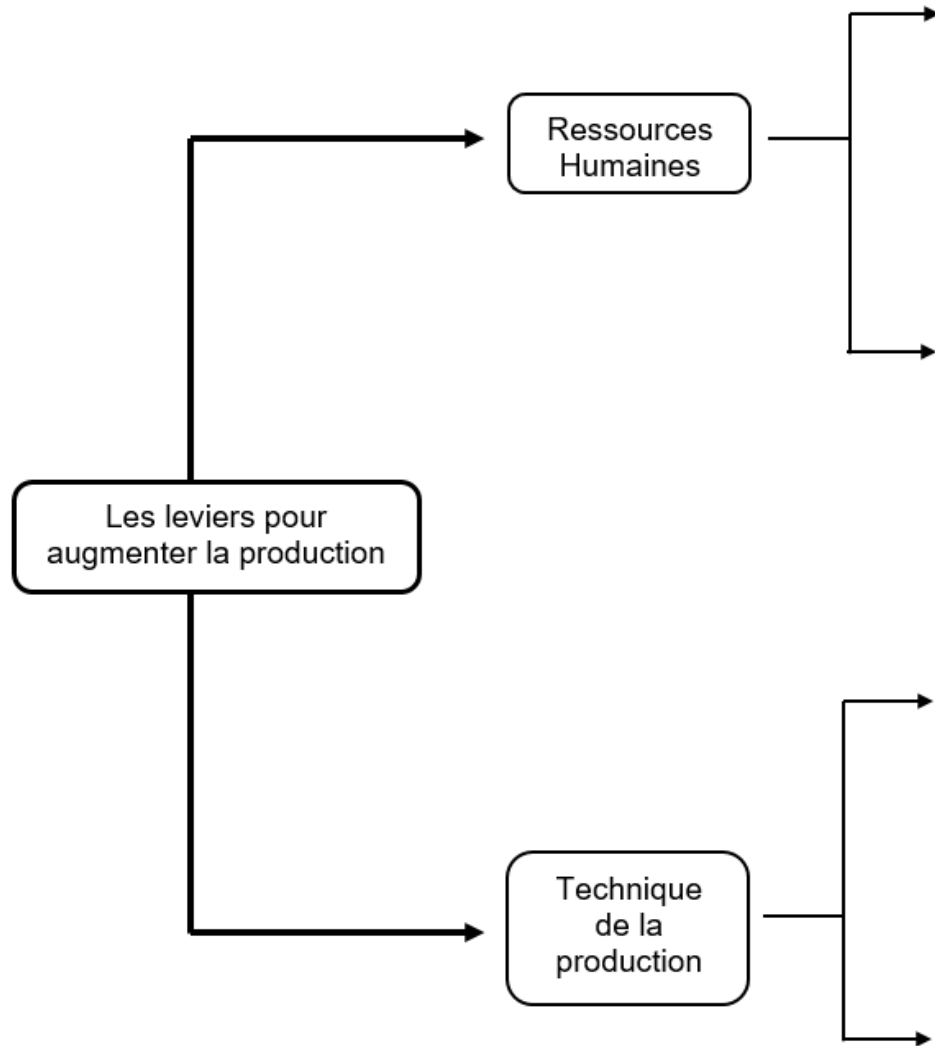 Ressources
Humaines
Les leviers pour
augmenter la production
Technique
de la
production